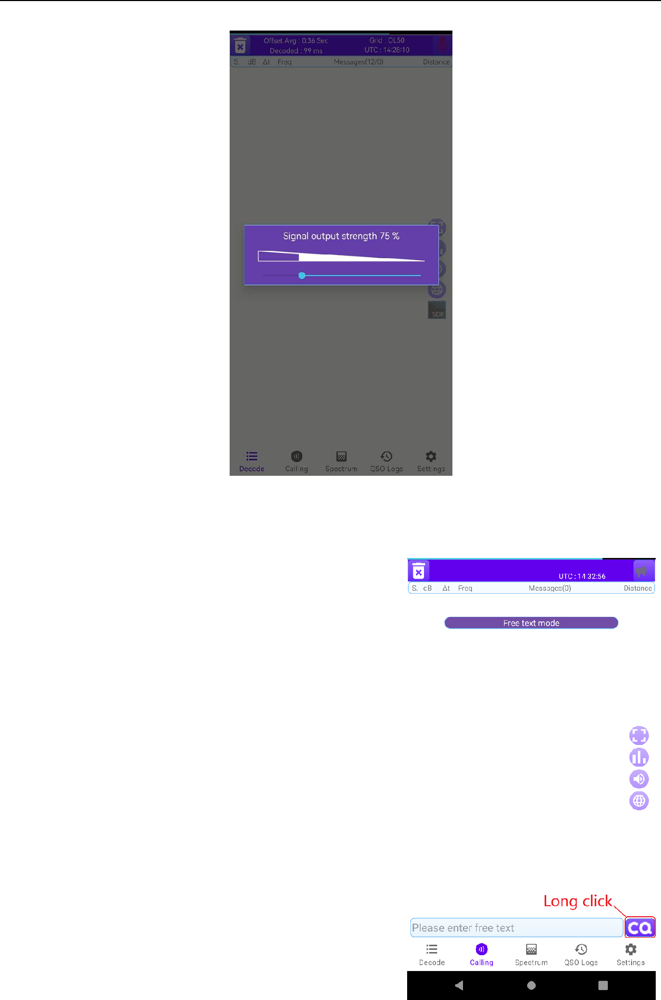 Offset Avg : 0.36 Sec
Grid : OL50
Decoded : 99 ms
UTC : 14:28:10
S. dB Δt Freq Messages(12/0) Distance
Signal output strength 75 %
SDR
Decode Calling Spectrum QSO Logs Settings
UTC : 14:32:56
S. dB Δt Freq Messages(0) Distance
Free text mode
Long click
Please enter free text CQ
Decode Calling Spectrum QSO Logs Settings